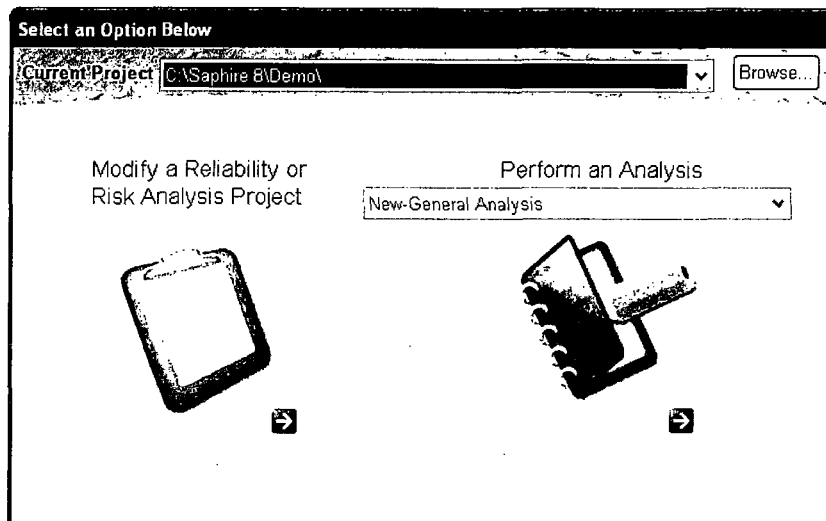 Select an Option Below
Current Project C:\Saphire 8\Demo\ Browse...
Modify a Reliability or
Risk Analysis Project
Perform an Analysis
New-General Analysis